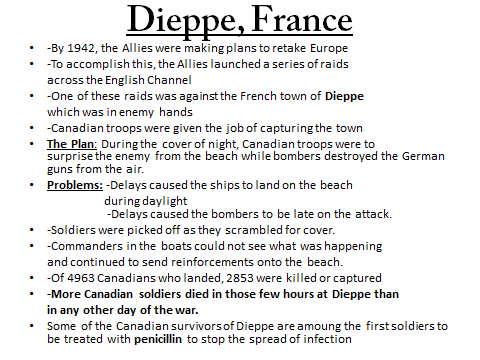 Dieppe, France
• -By 1942, the Allies were making plans to retake Europe
• -To accomplish this, the Allies launched a series of raids
across the English Channel
• -One of these raids was against the French town of Dieppe
which was in enemy hands
• -Canadian troops were given the job of capturing the town
• The Plan: During the cover of night, Canadian troops were to
surprise the enemy from the beach while bombers destroyed the German
guns from the air.
• Problems: -Delays caused the ships to land on the beach
during daylight
-Delays caused the bombers to be late on the attack.
• -Soldiers were picked off as they scrambled for cover.
• -Commanders in the boats could not see what was happening
and continued to send reinforcements onto the beach.
• -Of 4963 Canadians who landed, 2853 were killed or captured
• -More Canadian soldiers died in those few hours at Dieppe than
in any other day of the war.
• Some of the Canadian survivors of Dieppe are amoung the first soldiers to
be treated with penicillin to stop the spread of infection